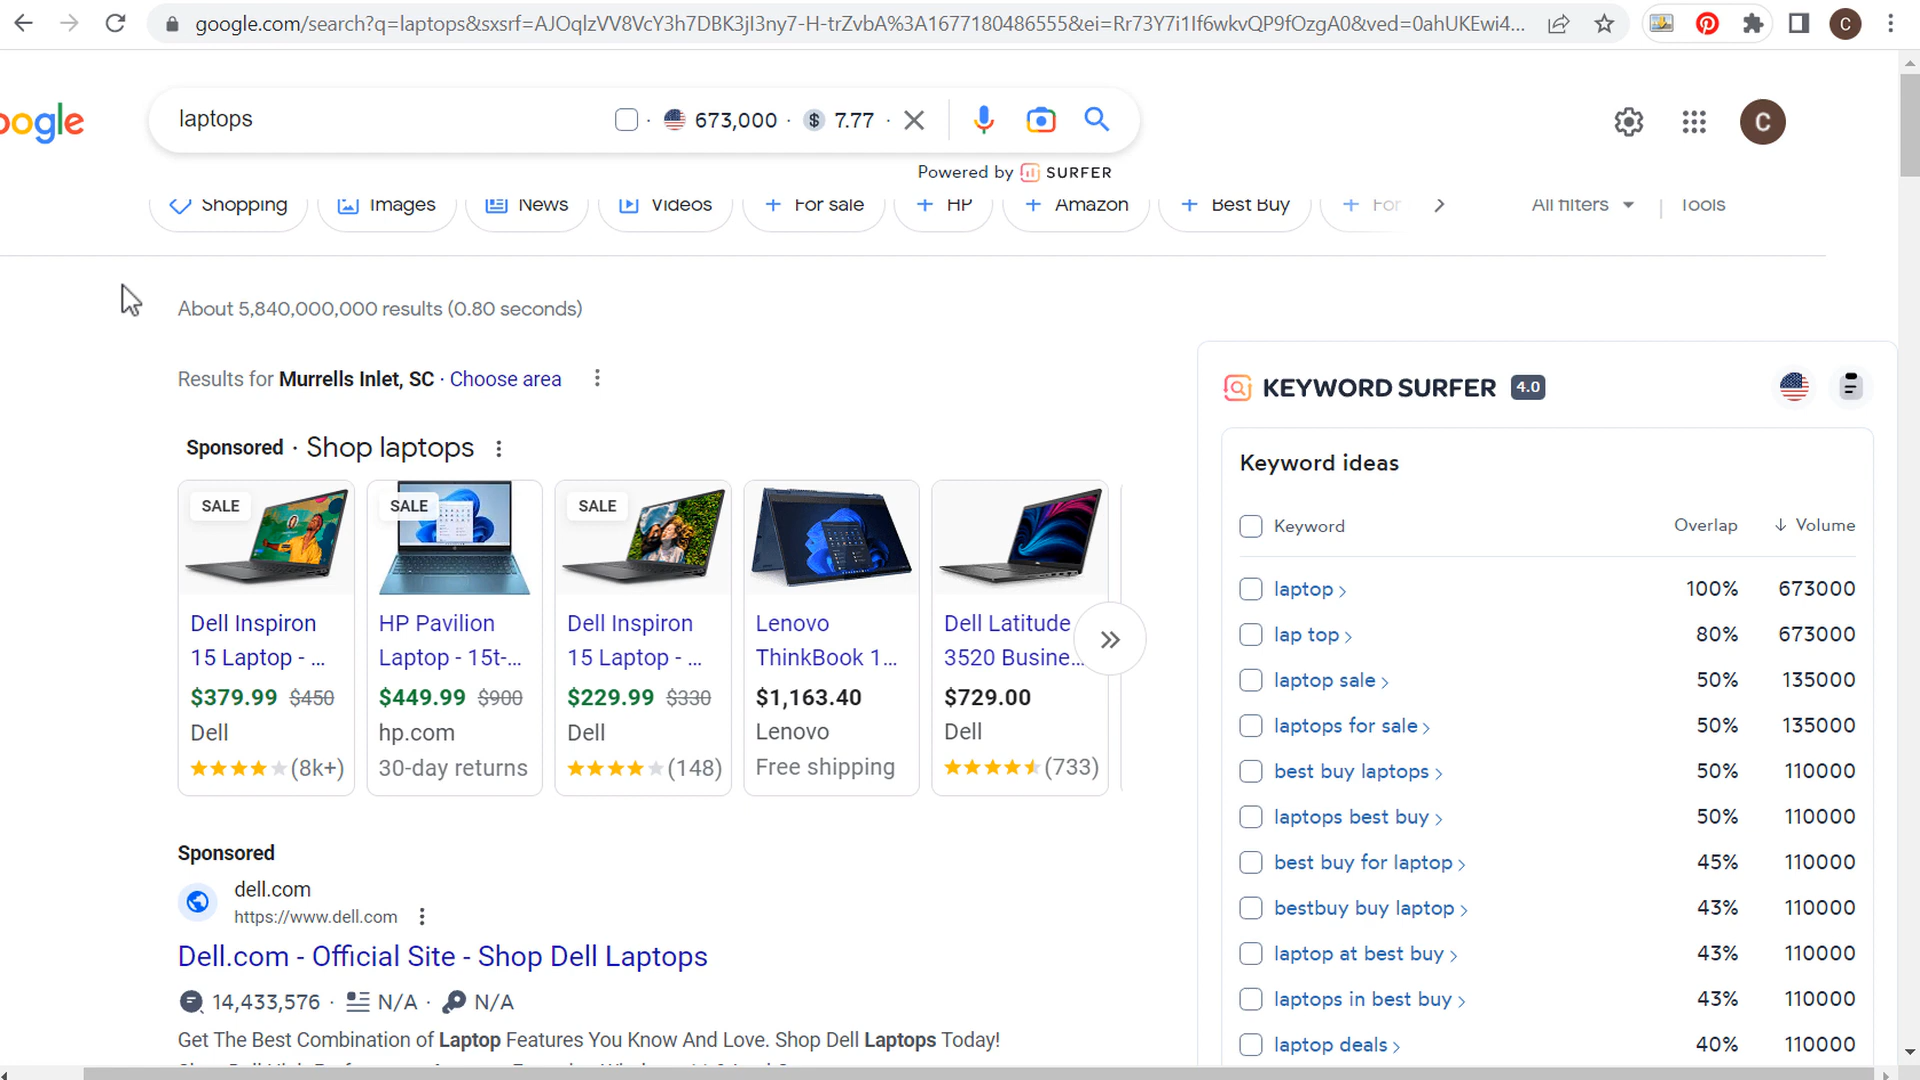 google.com/search?q=laptops&sxsrf=AJOqlzVV8VcY3h7DBK3jI3ny7-H-trZvbA%3A1677180486555&ei=Rr73Y7i1If6wkvQP9fOzgA0&ved=0ahUKEwi4...
C
oogle
laptops
673,000 · $ 7.77 ·
C
Powered by SURFER
Shopping
Images
News
Videos
For sale
HP
Amazon
Best Buy
For
All filters
Tools
About 5,840,000,000 results (0.80 seconds)
Results for Murrells Inlet, SC · Choose area
Sponsored · Shop laptops
SALE
Dell Inspiron
15 Laptop - ...
$379.99 $450
Dell
(8k+)
SALE
HP Pavilion
Laptop - 15t-...
$449.99 $900
hp.com
30-day returns
SALE
Dell Inspiron
15 Laptop - ...
$229.99 $330
Dell
(148)
Lenovo
ThinkBook 1...
$1,163.40
Lenovo
Free shipping
Dell Latitude
3520 Busine...
$729.00
Dell
(733)
Sponsored
dell.com
https://www.dell.com
Dell.com - Official Site - Shop Dell Laptops
14,433,576 · N/A · N/A
Get The Best Combination of Laptop Features You Know And Love. Shop Dell Laptops Today!
KEYWORD SURFER 4.0
Keyword ideas
Keyword Overlap Volume
laptop 100% 673000
lap top 80% 673000
laptop sale 50% 135000
laptops for sale 50% 135000
best buy laptops 50% 110000
laptops best buy 50% 110000
best buy for laptop 45% 110000
bestbuy buy laptop 43% 110000
laptop at best buy 43% 110000
laptops in best buy 43% 110000
laptop deals 40% 110000